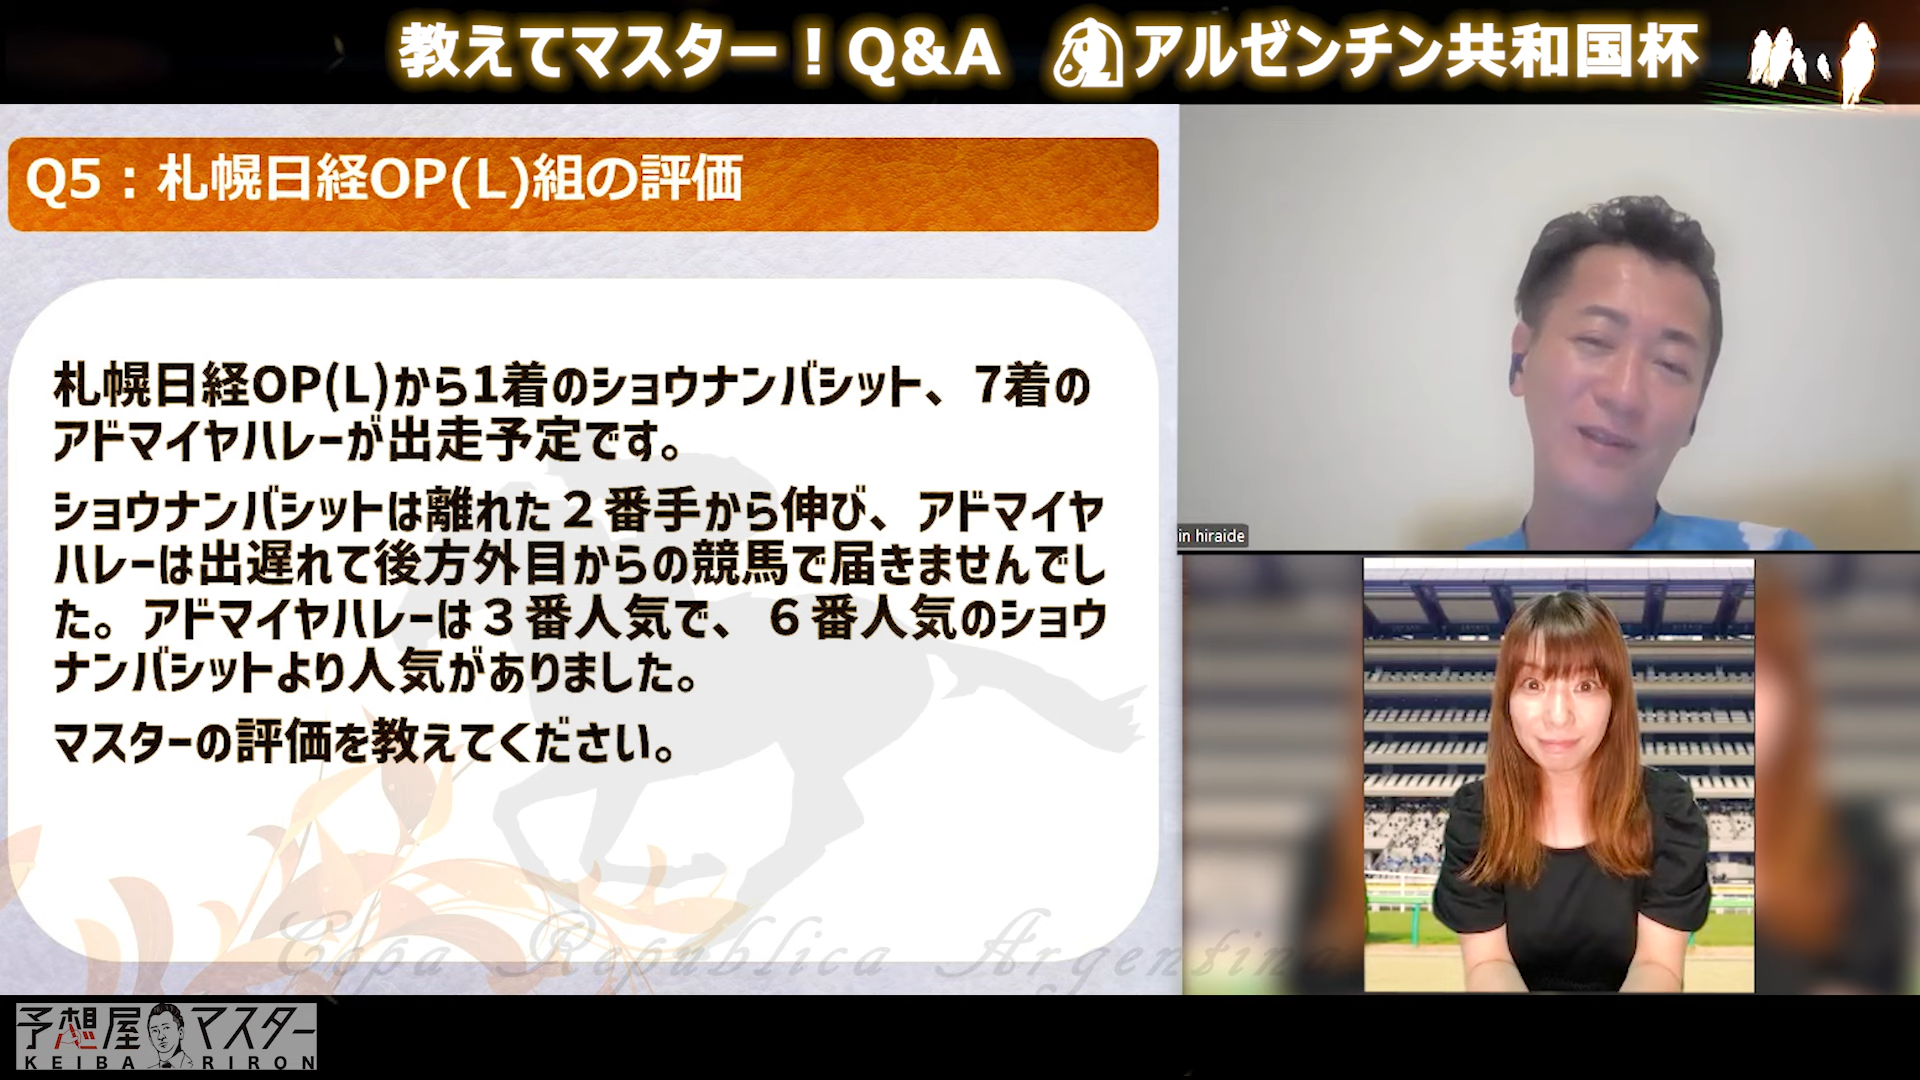 教えてマスター！Q&A アルゼンチン共和国杯
Q5：札幌日経OP(L)組の評価
札幌日経OP(L)から1着のショウナンバシット、7着の
アドマイヤハレーが出走予定です。
ショウナンバシットは離れた２番手から伸び、アドマイヤ
ハレーは出遅れて後方外目からの競馬で届きませんでし
た。アドマイヤハレーは３番人気で、６番人気のショウ
ナンバシットより人気がありました。
マスターの評価を教えてください。
Copa Republica Argentina
in hiraide
予想屋マスター
KEIBA RIRON